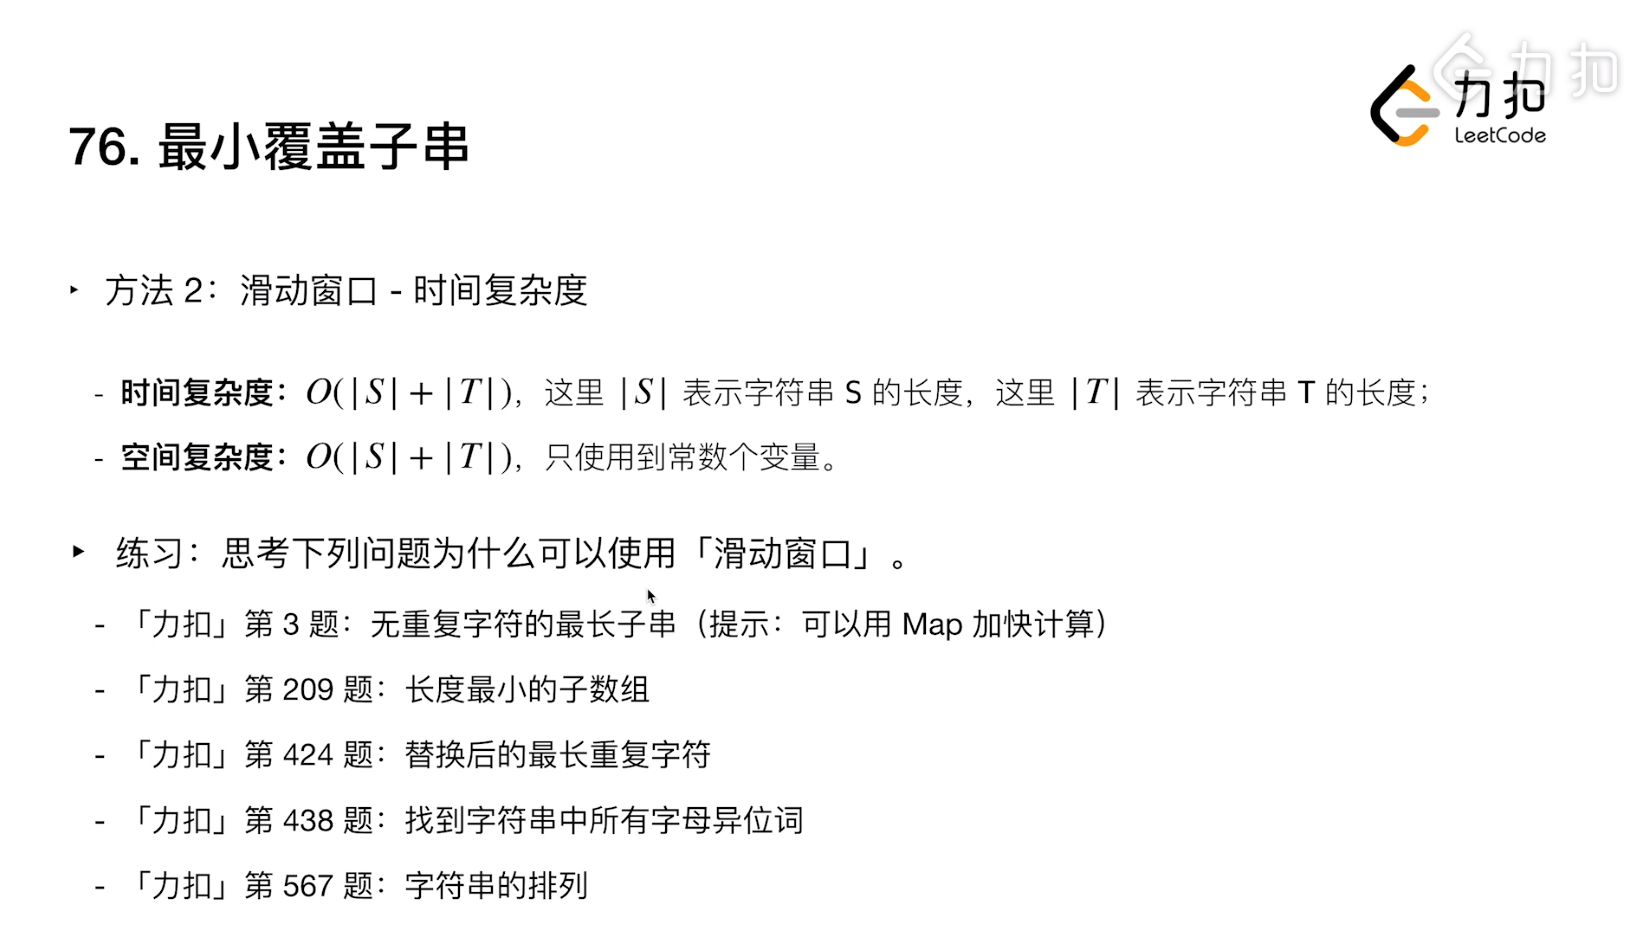 力扣
力扣
LeetCode
76. 最小覆盖子串
‣ 方法 2：滑动窗口 - 时间复杂度
- 时间复杂度：O(|S| + |T|)，这里 |S| 表示字符串 S 的长度，这里 |T| 表示字符串 T 的长度；
- 空间复杂度：O(|S| + |T|)，只使用到常数个变量。
‣ 练习：思考下列问题为什么可以使用「滑动窗口」。
- 「力扣」第 3 题：无重复字符的最长子串（提示：可以用 Map 加快计算）
- 「力扣」第 209 题：长度最小的子数组
- 「力扣」第 424 题：替换后的最长重复字符
- 「力扣」第 438 题：找到字符串中所有字母异位词
- 「力扣」第 567 题：字符串的排列